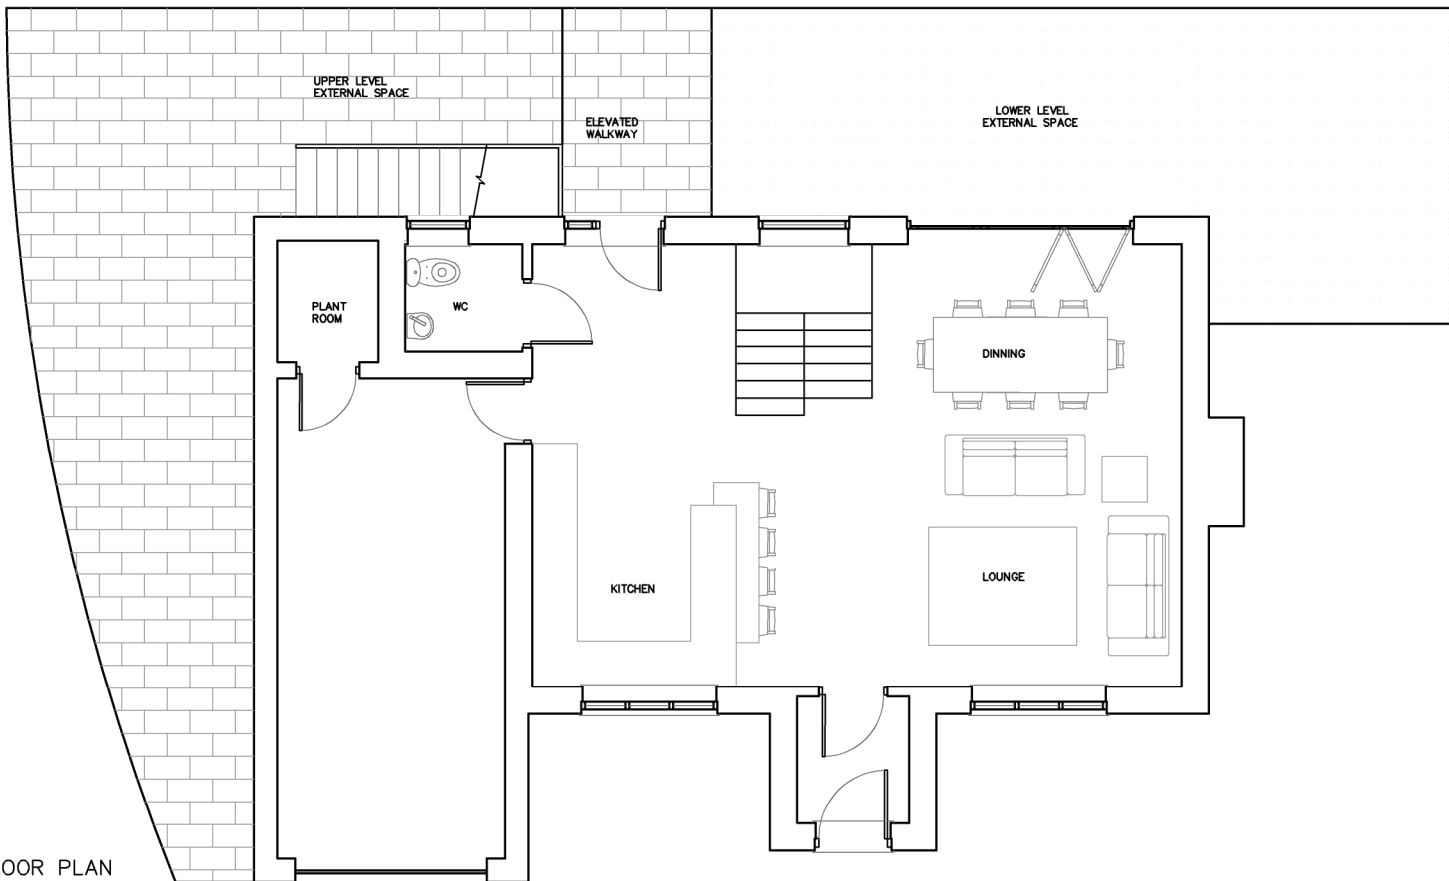 UPPER LEVEL
EXTERNAL SPACE
ELEVATED
WALKWAY
LOWER LEVEL
EXTERNAL SPACE
PLANT
ROOM
WC
DINNING
KITCHEN
LOUNGE
OOR PLAN